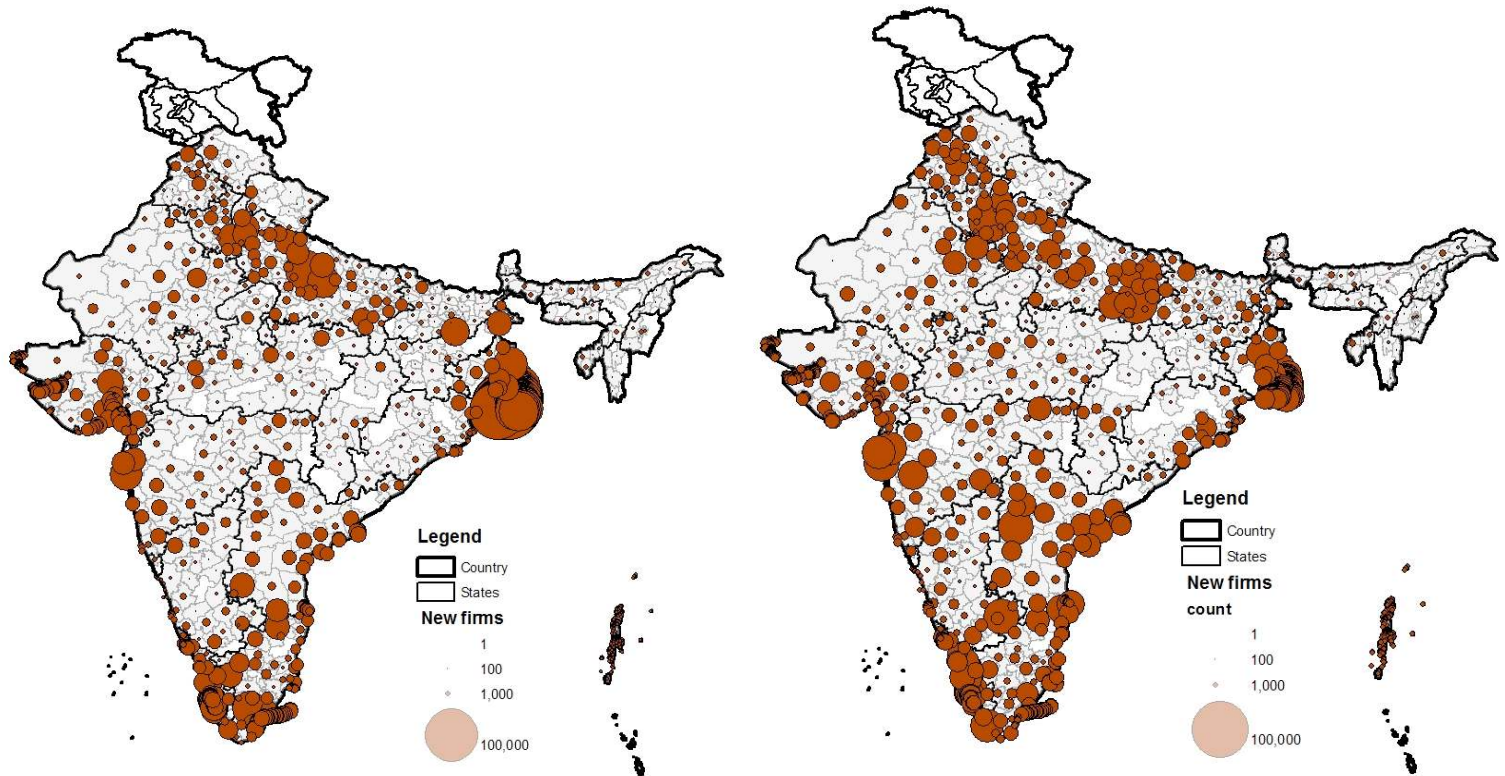 Legend
Country
States
New firms
1
100
1,000
100,000
Legend
Country
States
New firms
count
1
100
1,000
100,000